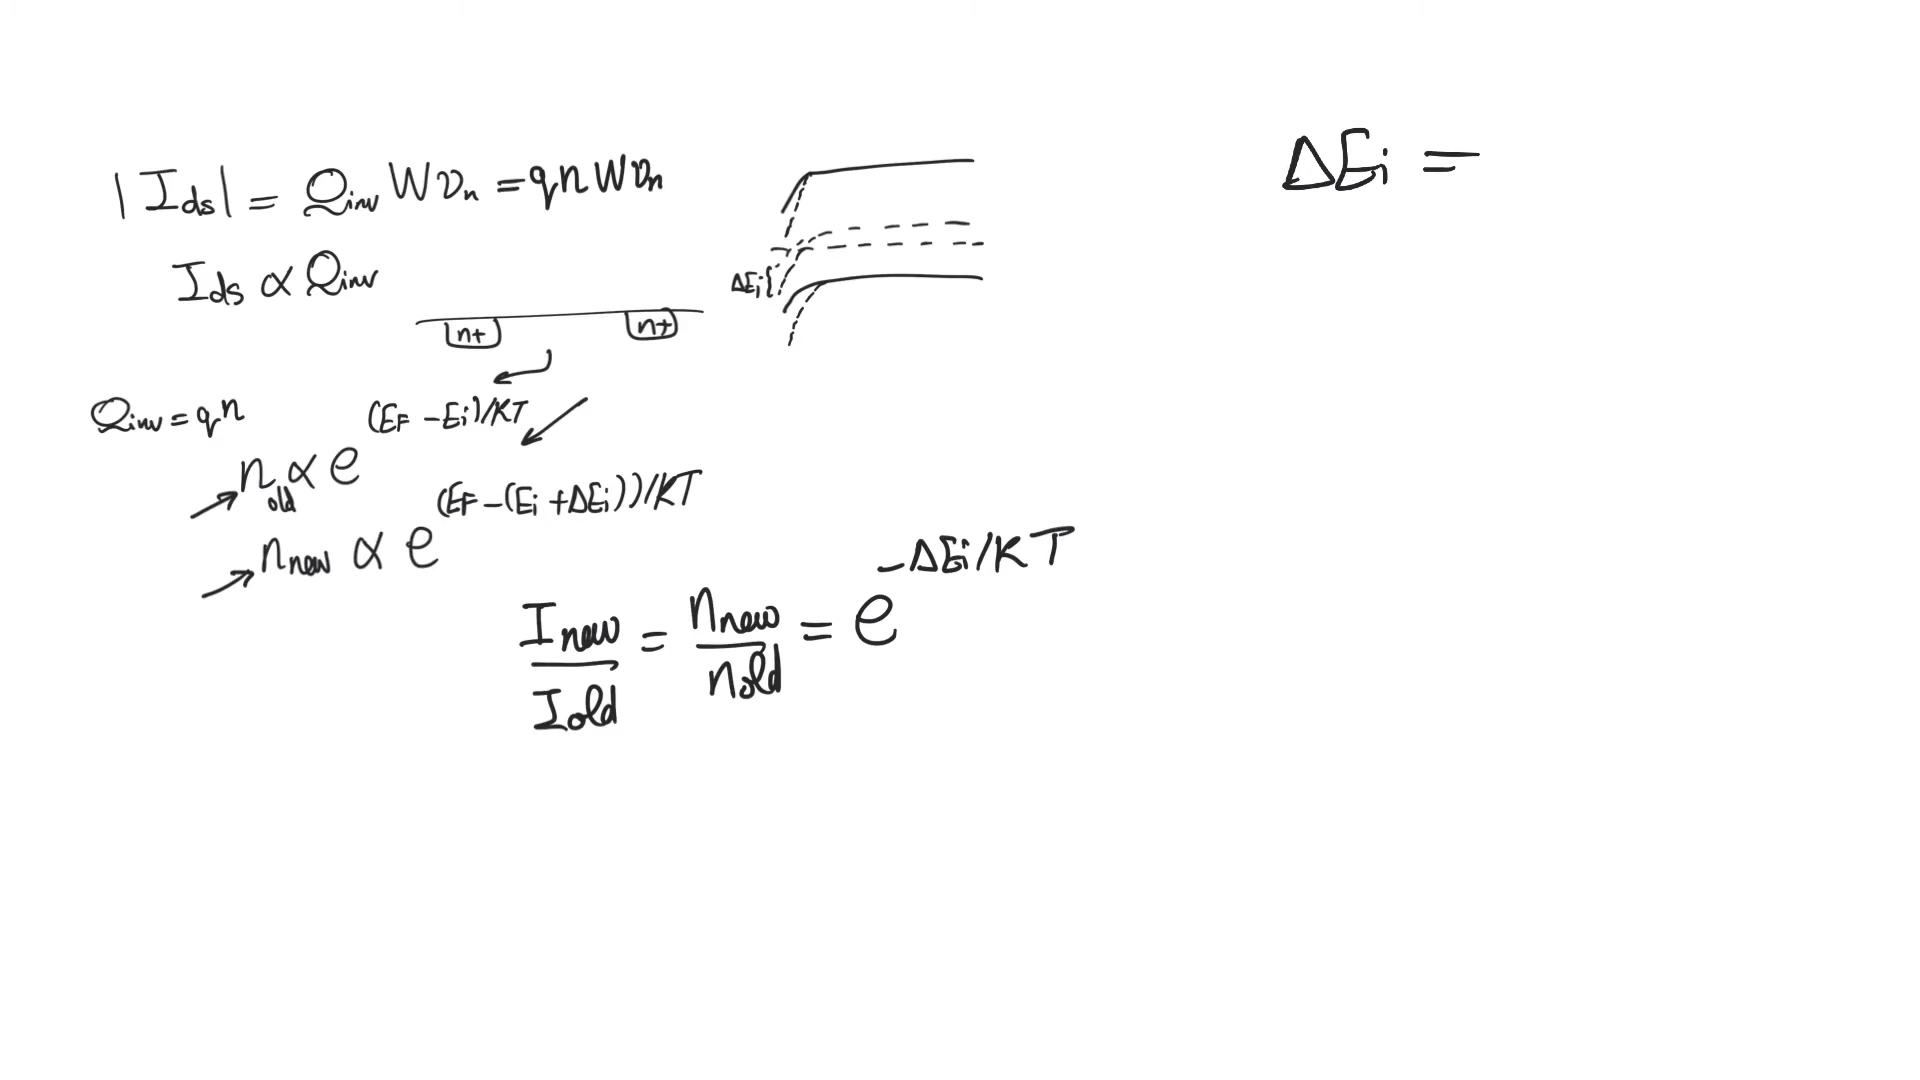 |Ids| = Qinv W vn = qn W vn
Ids ∝ Qinv
ΔEi {
n+ n+
Qinv = qn
nold ∝ e^(EF - Ei)/KT
nnew ∝ e^(EF - (Ei + ΔEi))/KT
Inew/Iold = nnew/nold = e^-ΔEi/KT
ΔEi =